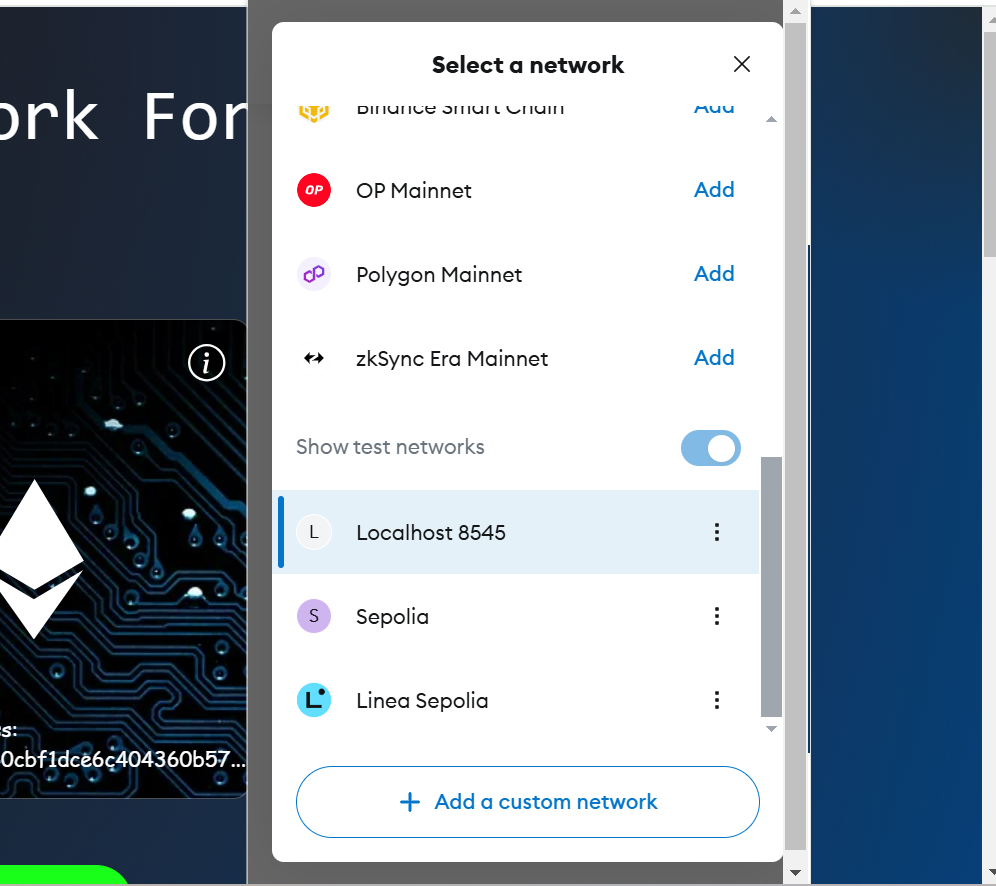 ork For
Select a network
Binance Smart Chain Add
OP OP Mainnet Add
Polygon Mainnet Add
zkSync Era Mainnet Add
i
Show test networks
L Localhost 8545
S Sepolia
L Linea Sepolia
s:
0cbf1dce6c404360b57...
+ Add a custom network